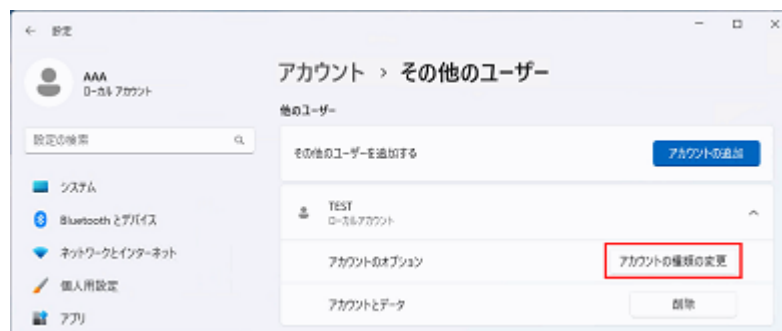 ← 設定
AAA
ローカル アカウント
設定の検索
システム
Bluetooth とデバイス
ネットワークとインターネット
個人用設定
アプリ
アカウント › その他のユーザー
他のユーザー
その他のユーザーを追加する
アカウントの追加
TEST
ローカルアカウント
アカウントのオプション
アカウントの種類の変更
アカウントとデータ
削除